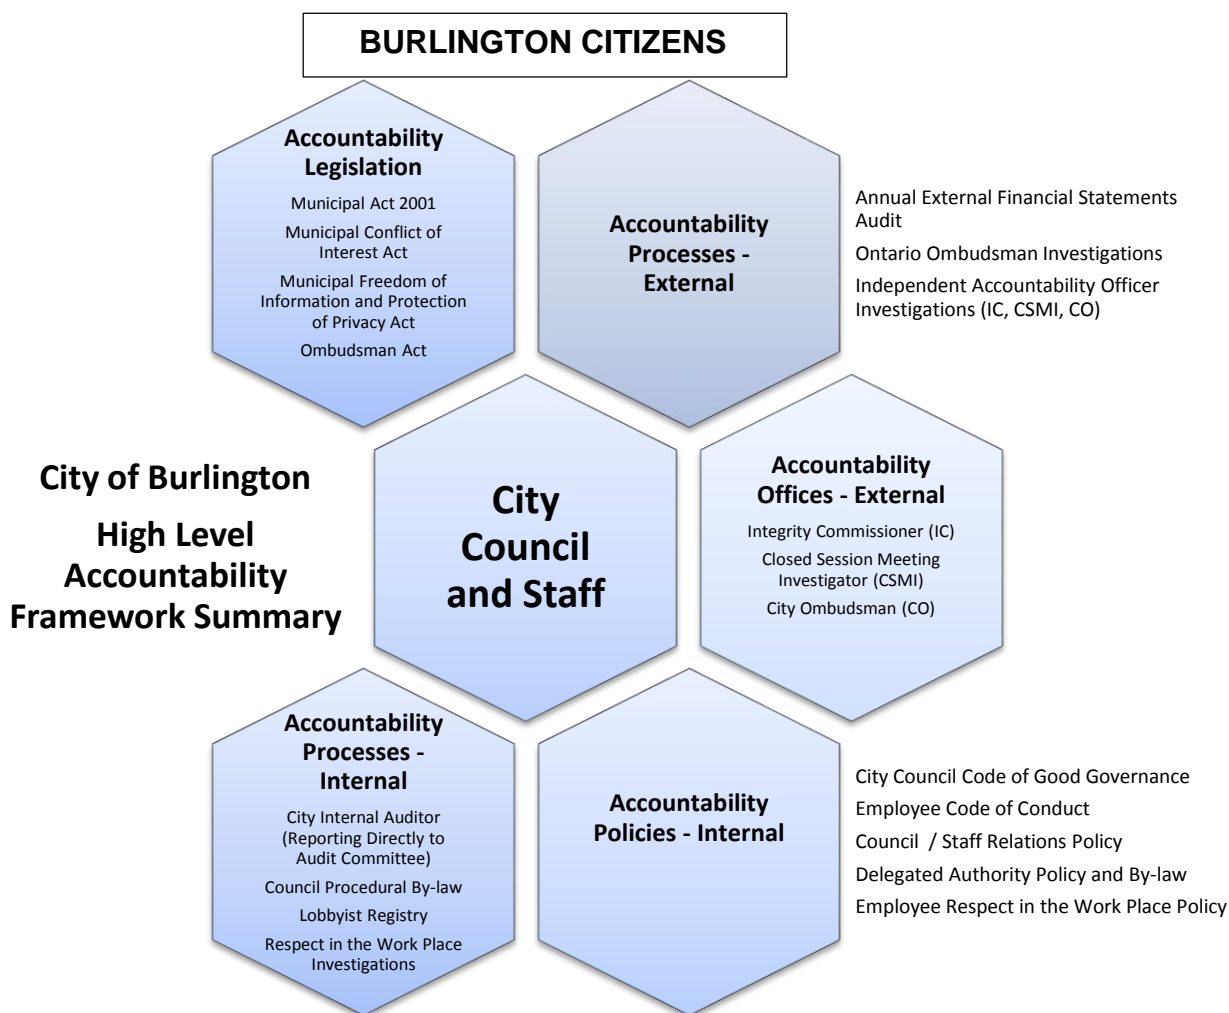 BURLINGTON CITIZENS
Accountability
Legislation
Municipal Act 2001
Municipal Conflict of
Interest Act
Municipal Freedom of
Information and Protection
of Privacy Act
Ombudsman Act
Accountability
Processes -
External
Annual External Financial Statements
Audit
Ontario Ombudsman Investigations
Independent Accountability Officer
Investigations (IC, CSMI, CO)
City of Burlington
High Level
Accountability
Framework Summary
City
Council
and Staff
Accountability
Offices - External
Integrity Commissioner (IC)
Closed Session Meeting
Investigator (CSMI)
City Ombudsman (CO)
Accountability
Processes -
Internal
City Internal Auditor
(Reporting Directly to
Audit Committee)
Council Procedural By-law
Lobbyist Registry
Respect in the Work Place
Investigations
Accountability
Policies - Internal
City Council Code of Good Governance
Employee Code of Conduct
Council / Staff Relations Policy
Delegated Authority Policy and By-law
Employee Respect in the Work Place Policy